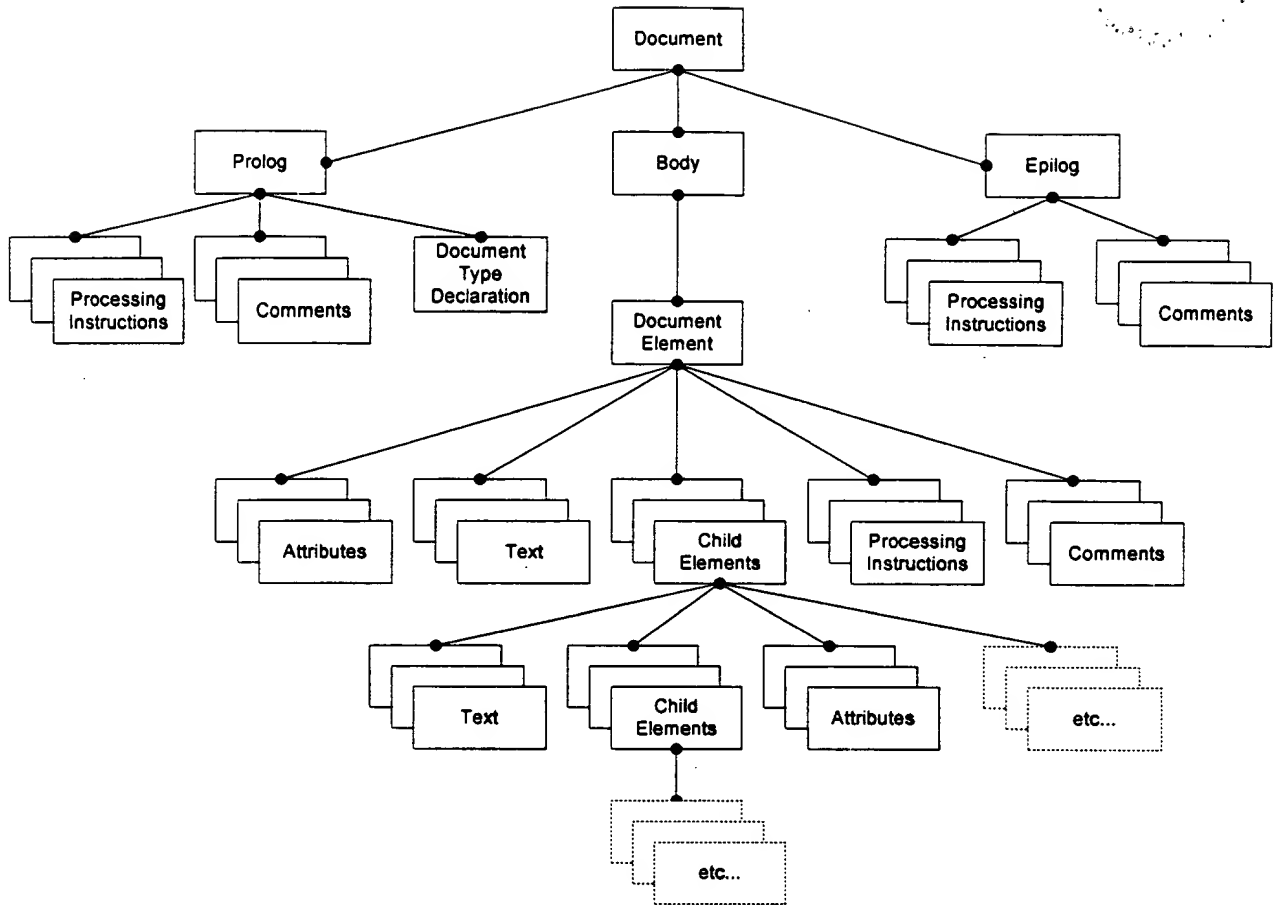 Document
Prolog
Body
Epilog
Processing
Instructions
Comments
Document
Type
Declaration
Document
Element
Processing
Instructions
Comments
Attributes
Text
Child
Elements
Processing
Instructions
Comments
Text
Child
Elements
Attributes
etc...
etc...